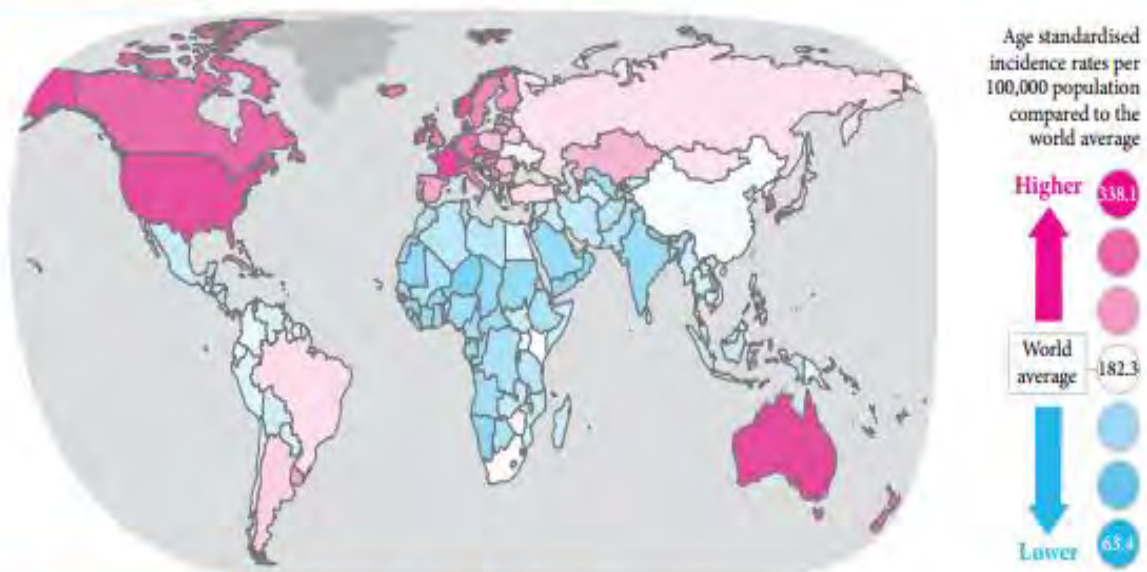 Age standardised
incidence rates per
100,000 population
compared to the
world average
Higher
338.1
World
average
182.3
Lower
63.4